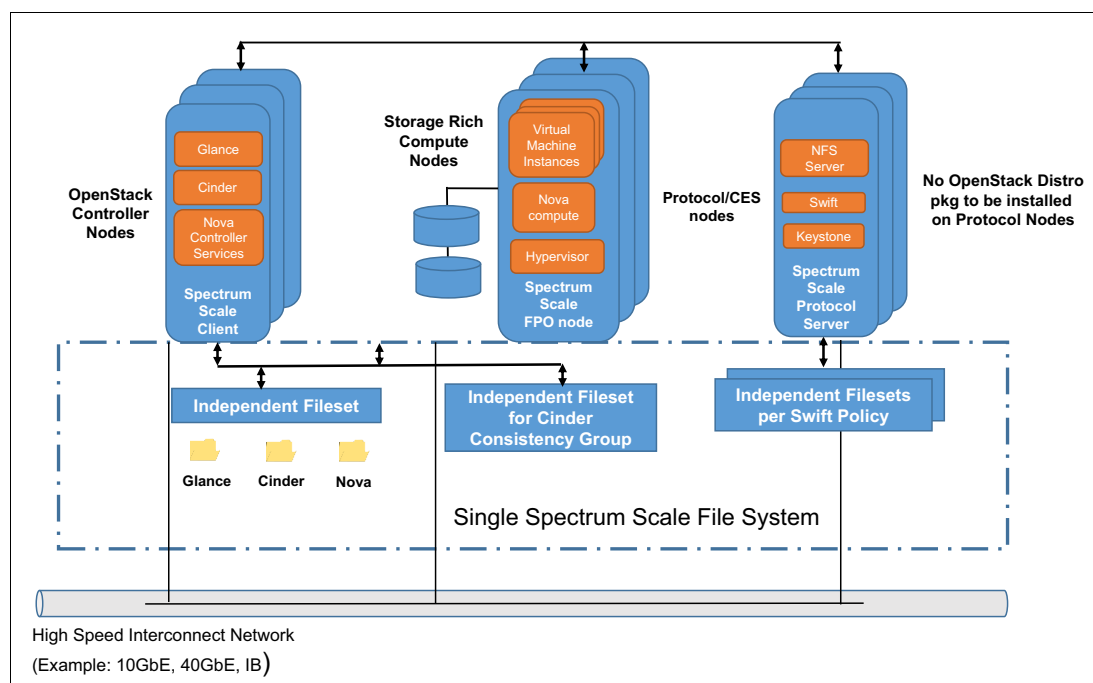 OpenStack
Controller
Nodes
Glance
Cinder
Nova
Controller
Services
Spectrum
Scale
Client
Storage Rich
Compute
Nodes
Virtual
Machine
Instances
Nova
compute
Hypervisor
Spectrum
Scale
FPO node
Protocol/CES
nodes
NFS
Server
Swift
Keystone
Spectrum
Scale
Protocol
Server
No OpenStack Distro
pkg to be installed
on Protocol Nodes
Independent Fileset
Glance
Cinder
Nova
Independent Fileset
for Cinder
Consistency Group
Independent Filesets
per Swift Policy
Single Spectrum Scale File System
High Speed Interconnect Network
(Example: 10GbE, 40GbE, IB)